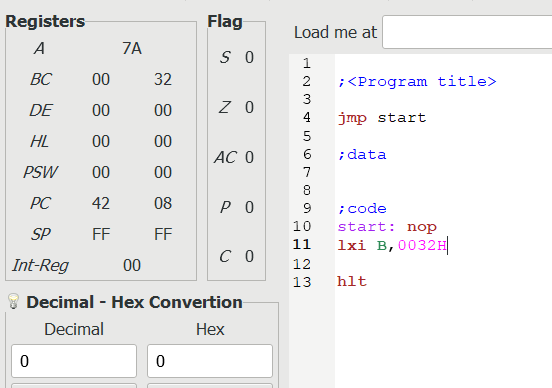 Registers
A 7A
BC 00 32
DE 00 00
HL 00 00
PSW 00 00
PC 42 08
SP FF FF
Int-Reg 00
Flag
S 0
Z 0
AC 0
P 0
C 0
Decimal - Hex Convertion
Decimal Hex
0 0
Load me at
1
2 ;<Program title>
3
4 jmp start
5
6 ;data
7
8
9 ;code
10 start: nop
11 lxi B,0032H
12
13 hlt